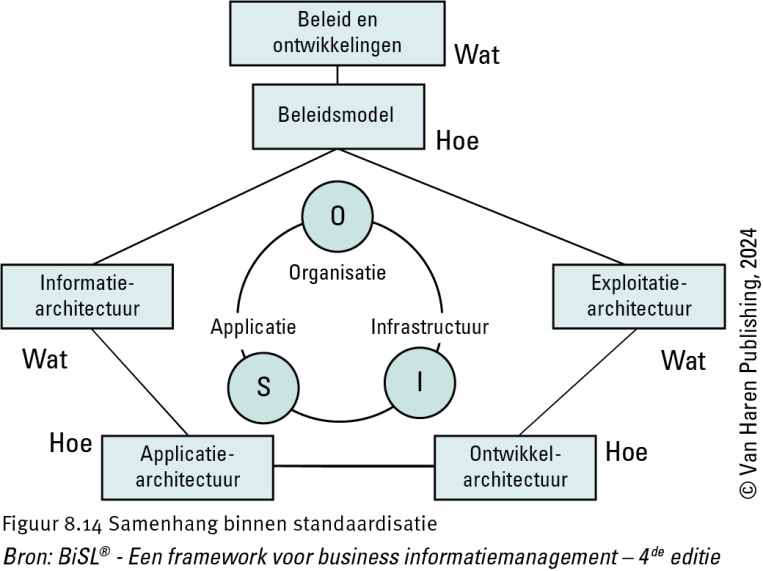 Beleid en
ontwikkelingen
Wat
Beleidsmodel
Hoe
O
Organisatie
Informatie-
architectuur
Exploitatie-
architectuur
Applicatie
Infrastructuur
Wat
Wat
S
I
Hoe
Applicatie-
architectuur
Ontwikkel-
architectuur
Hoe
© Van Haren Publishing, 2024
Figuur 8.14 Samenhang binnen standaardisatie
Bron: BiSL® - Een framework voor business informatiemanagement – 4de editie